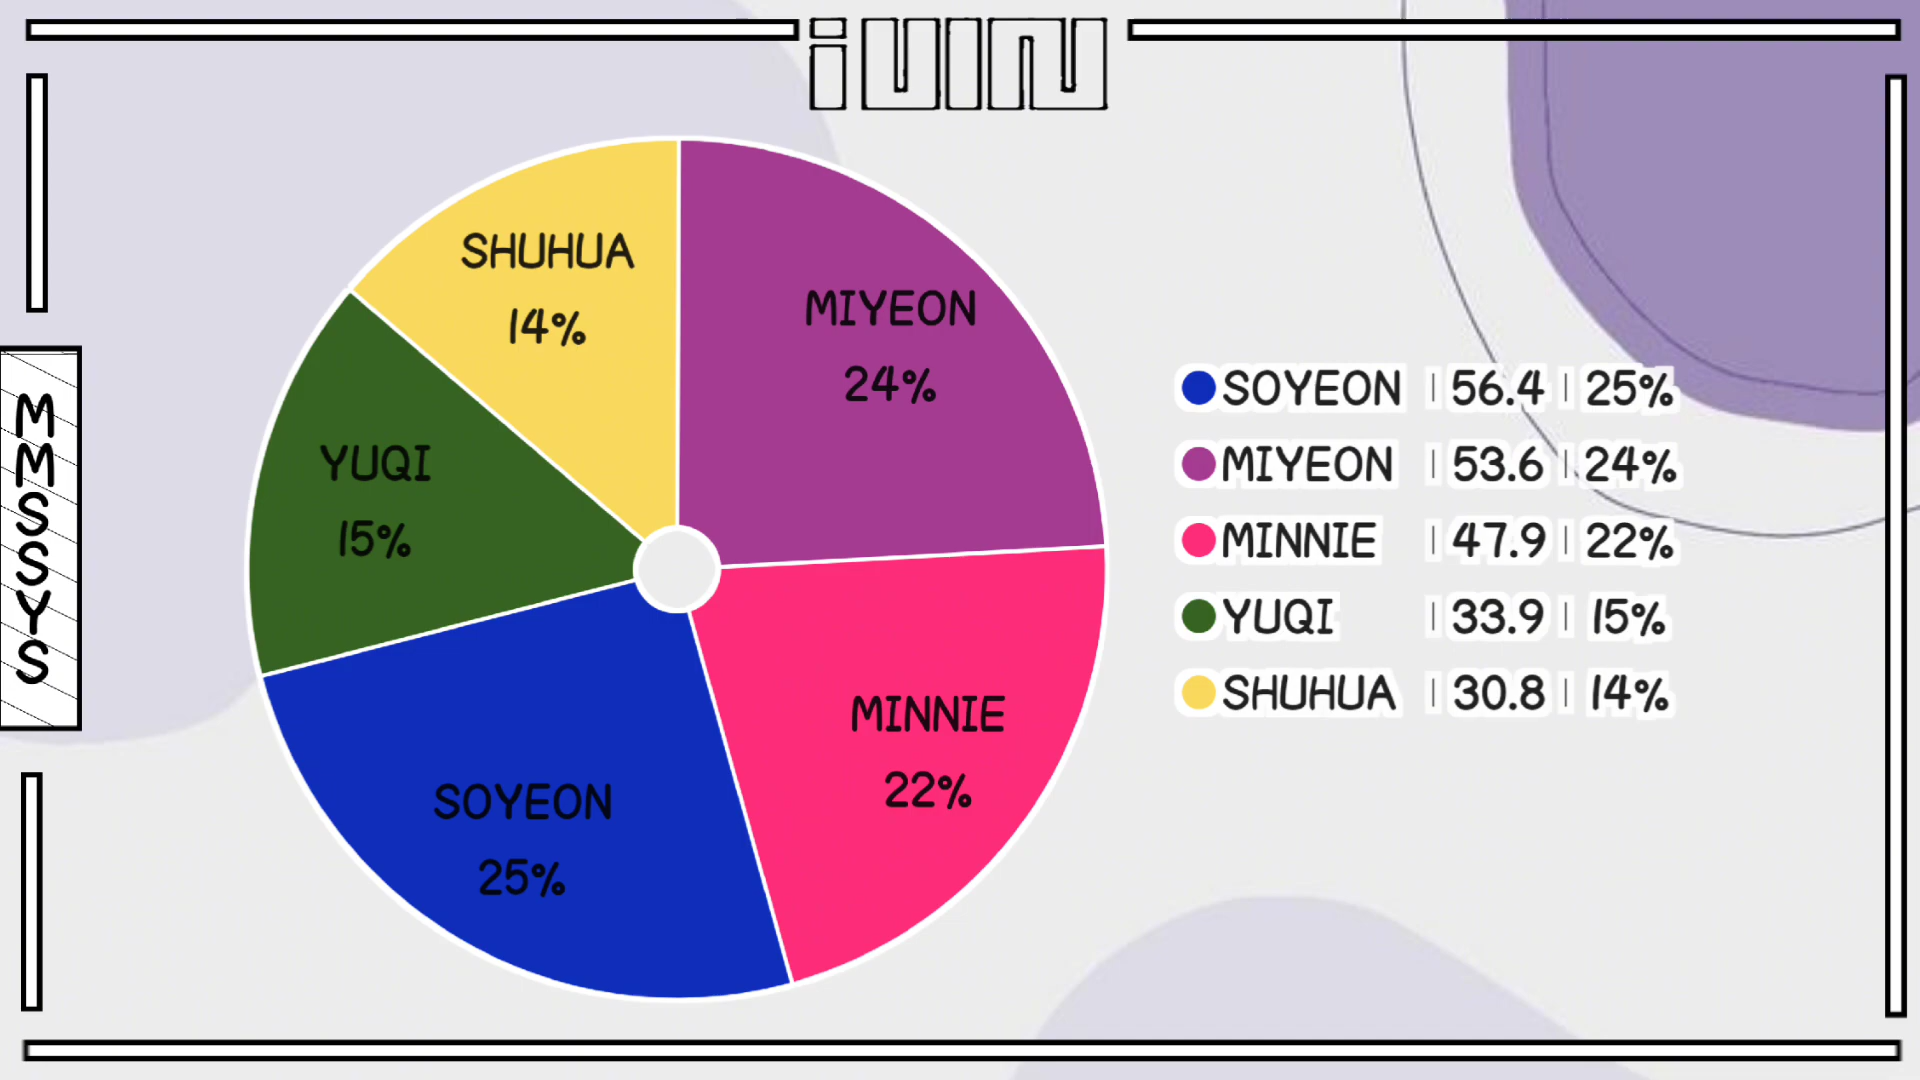 MMSSYS
SHUHUA
14%
MIYEON
24%
YUQI
15%
MINNIE
22%
SOYEON
25%
SOYEON | 56.4 | 25%
MIYEON | 53.6 | 24%
MINNIE | 47.9 | 22%
YUQI | 33.9 | 15%
SHUHUA | 30.8 | 14%